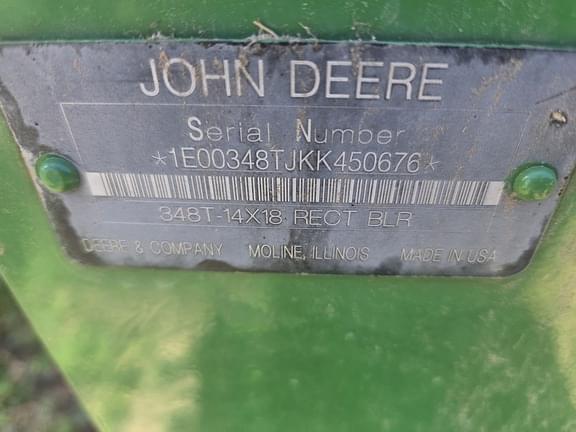 JOHN DEERE
Serial Number
*1E00348TJKK450676*
348T-14X18 RECT BLR
DEERE & COMPANY MOLINE, ILLINOIS MADE IN USA